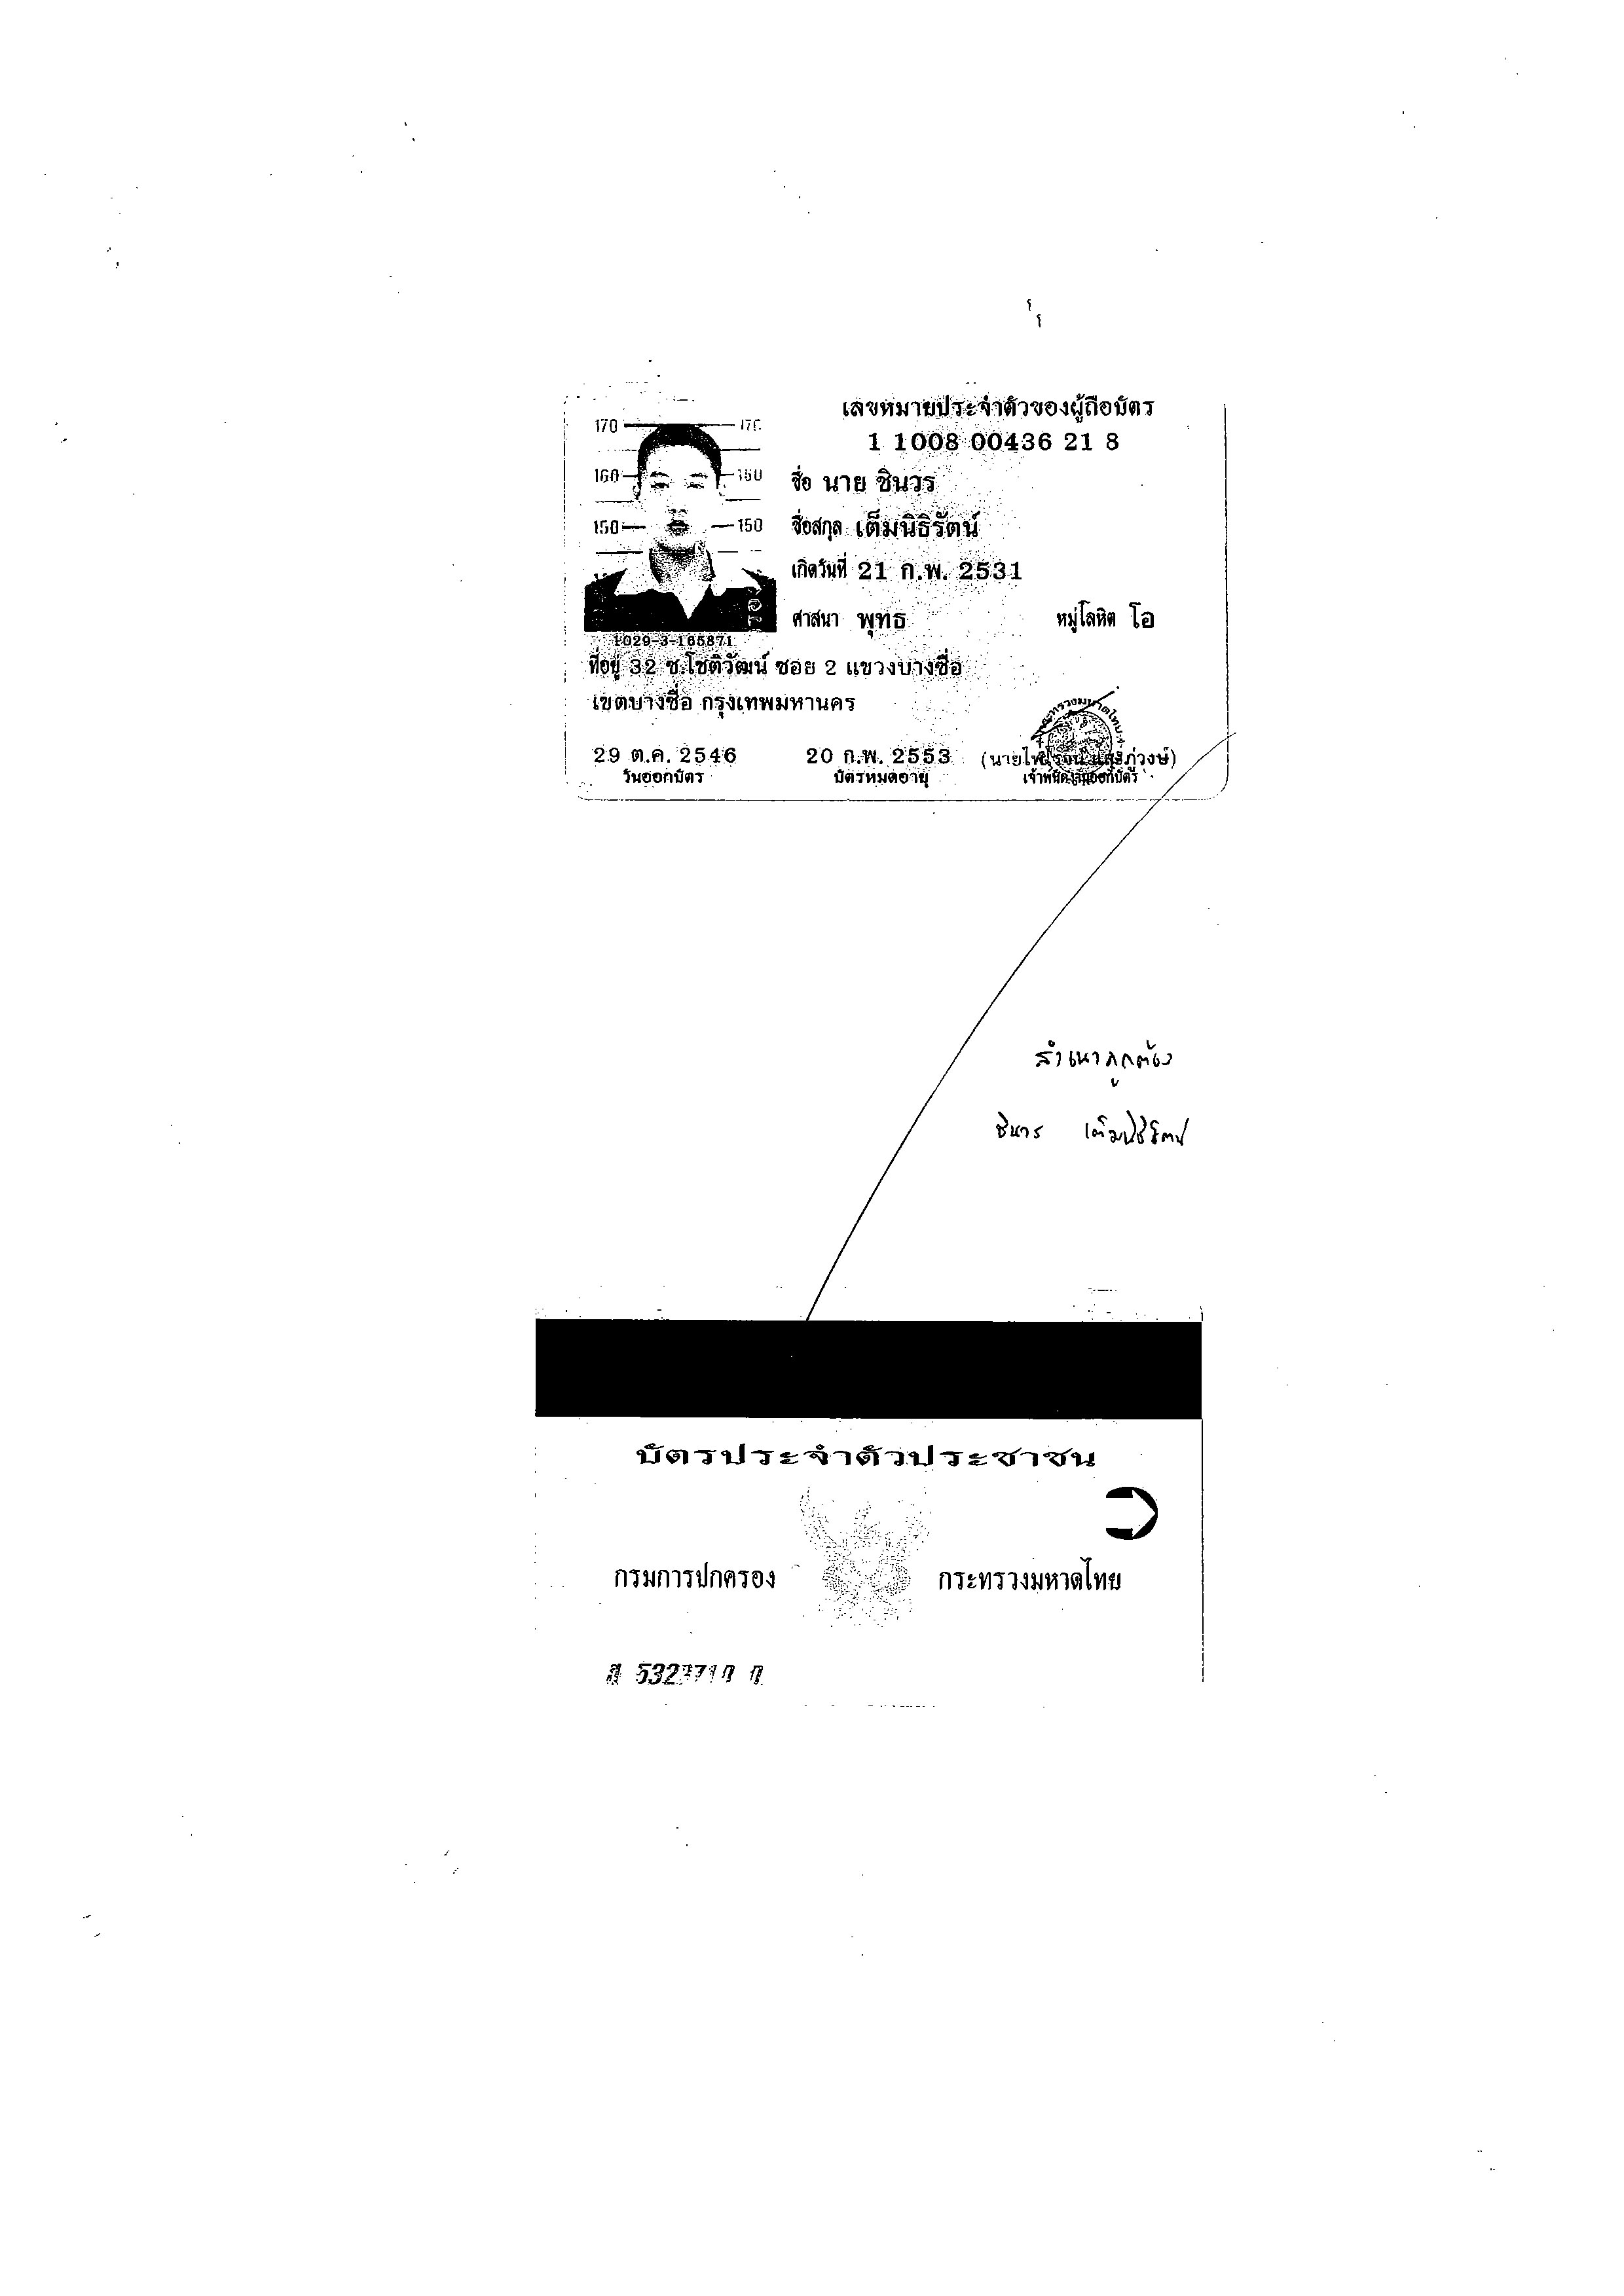 เลขหมายประจำตัวของผู้ถือบัตร
1 1008 00436 21 8
170 170
160 150
150 150
ชื่อ นาย ชินวร
ชื่อสกุล เต็มนิธิรัตน์
เกิดวันที่ 21 ก.พ. 2531
ศาสนา พุทธ หมู่โลหิต โอ
1029-3-165871
ที่อยู่ 32 ซ.โชติวัฒน์ ซอย 2 แขวงบางซื่อ
เขตบางซื่อ กรุงเทพมหานคร
29 ต.ค. 2546 20 ก.พ. 2553
วันออกบัตร บัตรหมดอายุ เจ้าพนักงานออกบัตร
สำเนาถูกต้อง
ชินวร เต็มนิธิรัตน์
บัตรประจำตัวประชาชน
กรมการปกครอง กระทรวงมหาดไทย